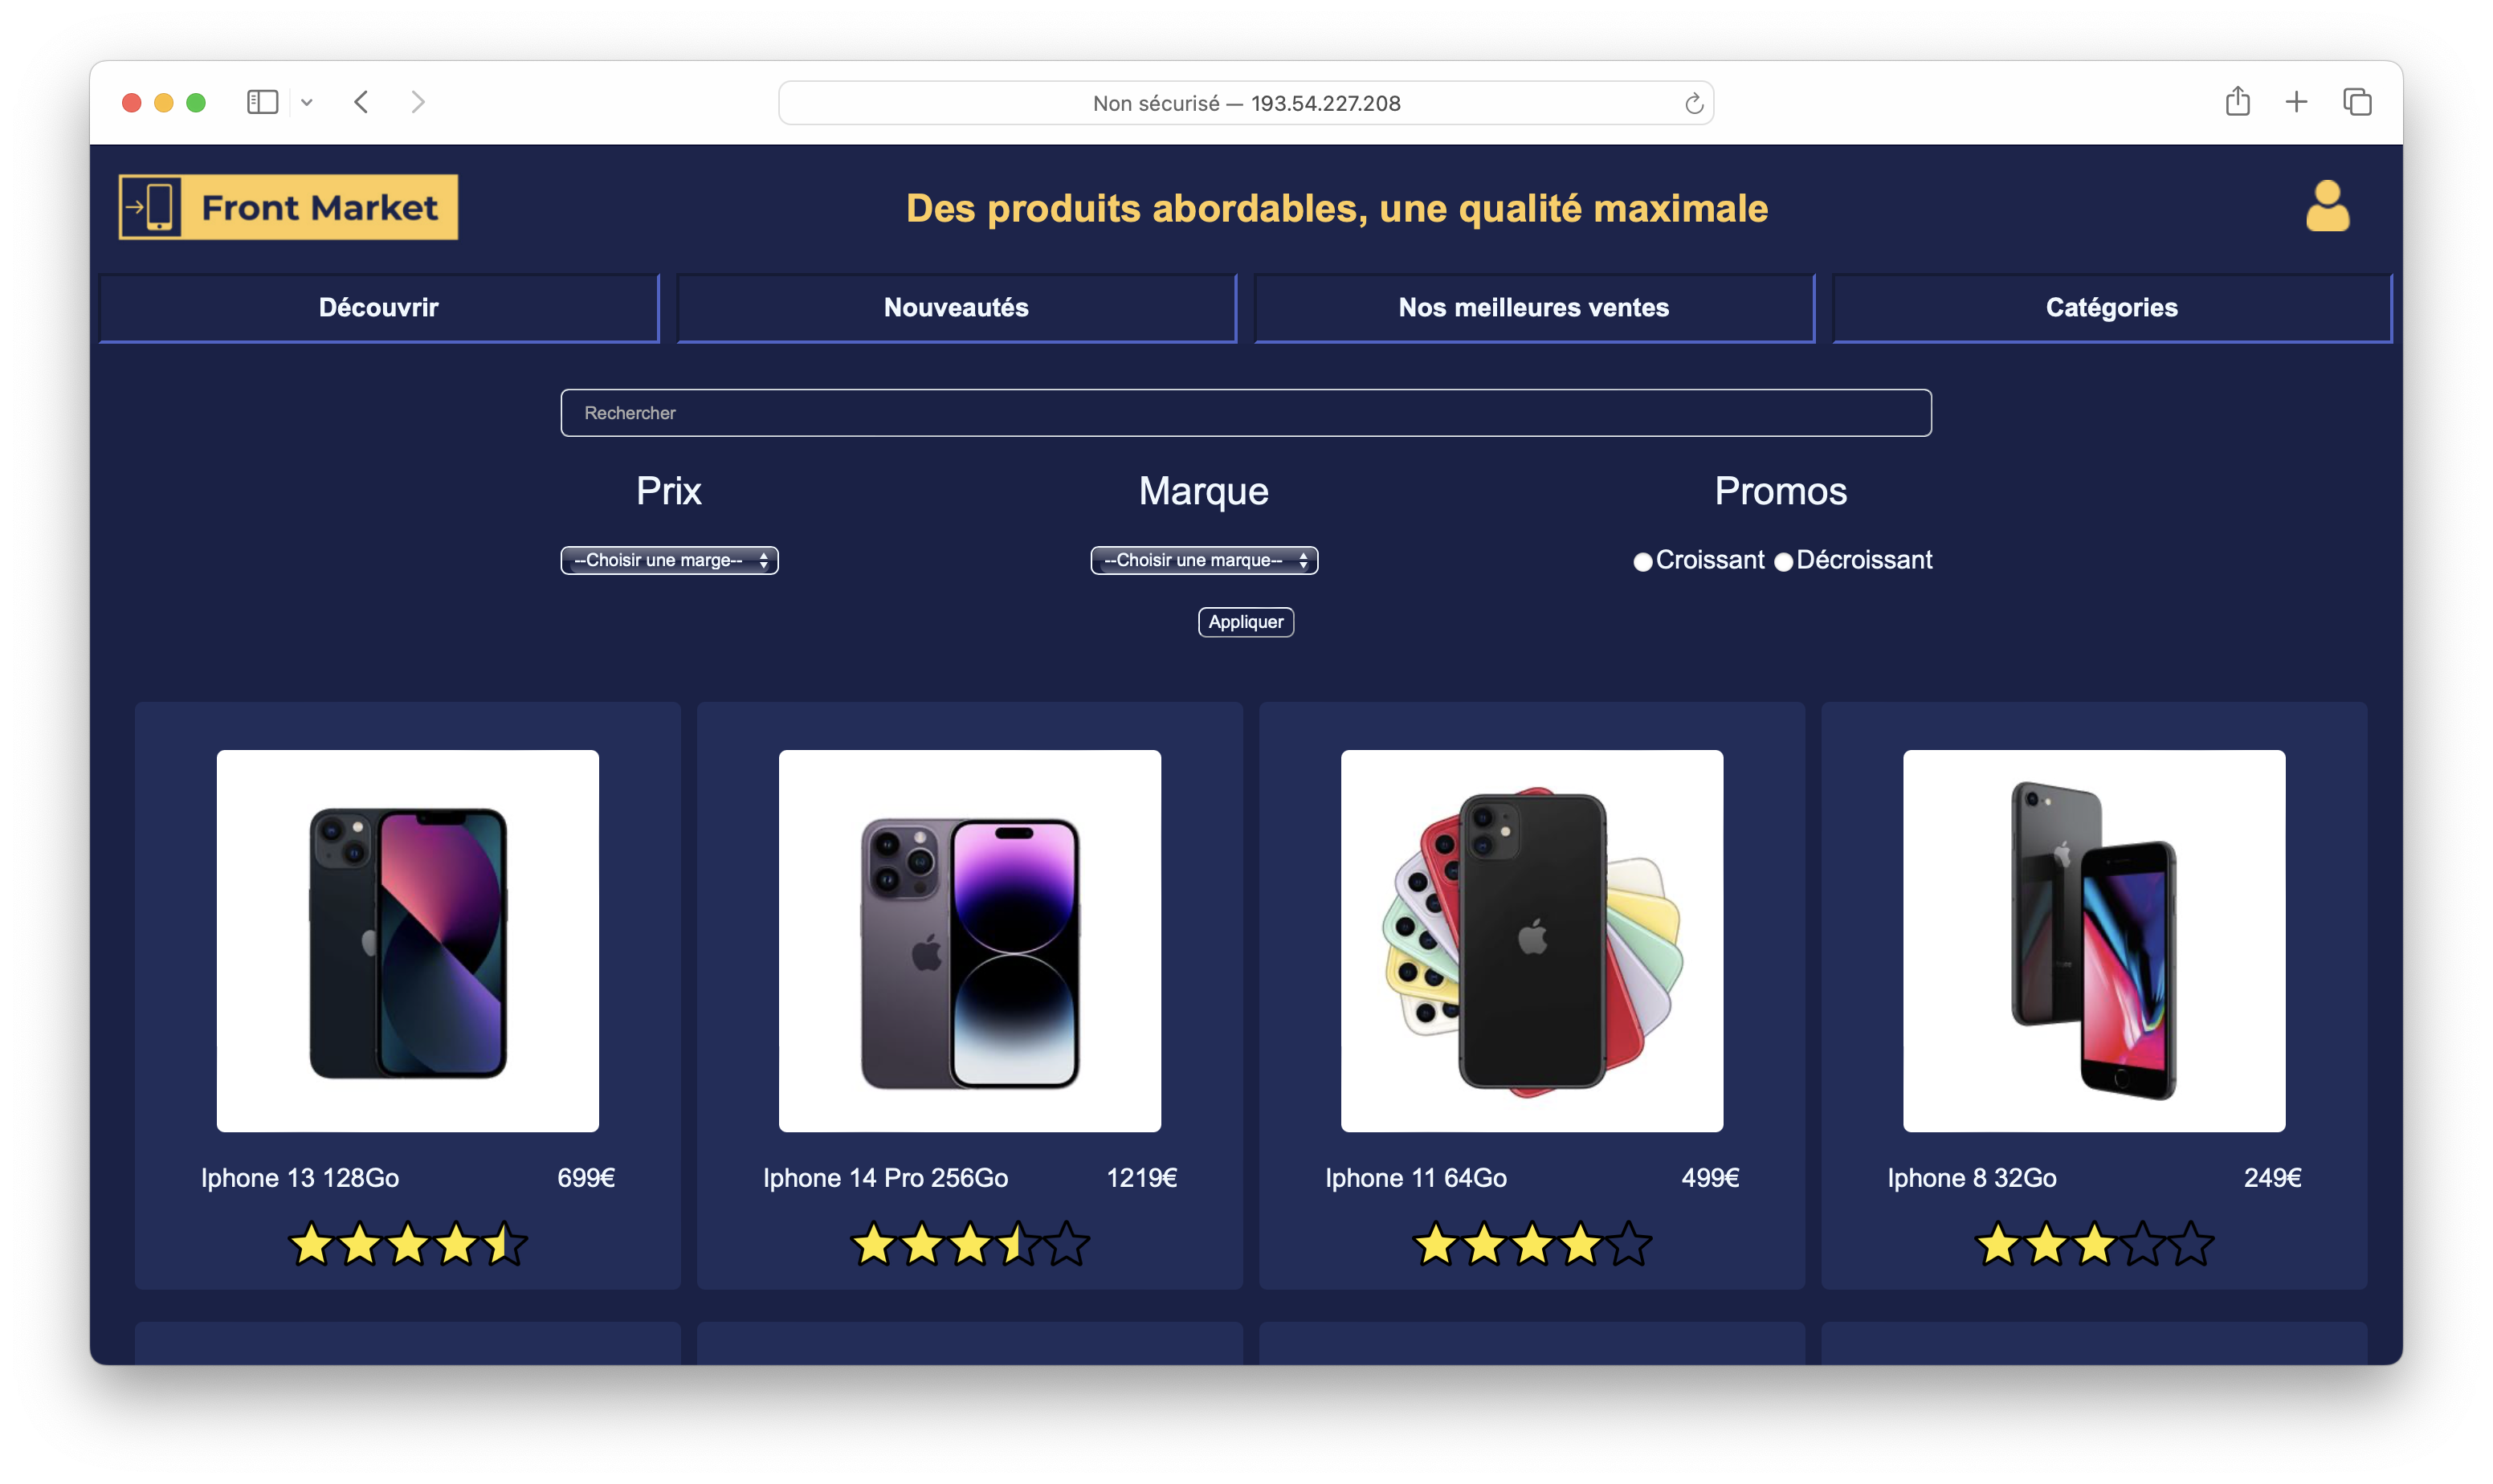 Non sécurisé — 193.54.227.208
Front Market
Des produits abordables, une qualité maximale
Découvrir
Nouveautés
Nos meilleures ventes
Catégories
Rechercher
Prix
Marque
Promos
--Choisir une marge--
--Choisir une marque--
Croissant
Décroissant
Appliquer
Iphone 13 128Go
699€
Iphone 14 Pro 256Go
1219€
Iphone 11 64Go
499€
Iphone 8 32Go
249€